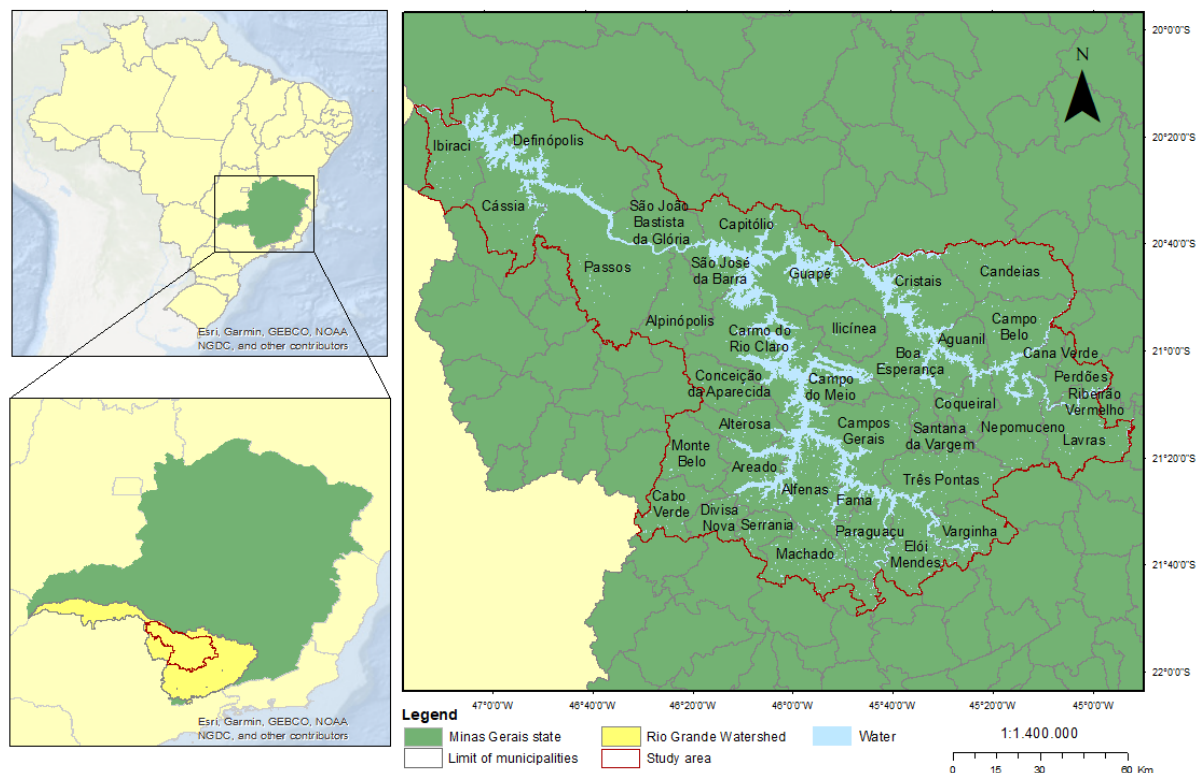 Esri, Garmin, GEBCO, NOAA
NGDC, and other contributors
Esri, Garmin, GEBCO, NOAA
NGDC, and other contributors
N
Ibiraci
Definópolis
Cássia
São João
Bastista
da Glória
Capitólio
Passos
São José
da Barra
Guapé
Cristais
Candeias
Alpinópolis
Carmo do
Rio Claro
Ilicínea
Aguanil
Campo
Belo
Boa
Esperança
Cana Verde
Conceição
da Aparecida
Campo
do Meio
Perdões
Ribeirão
Vermelho
Coqueiral
Alterosa
Campos
Gerais
Santana
da Vargem
Nepomuceno
Lavras
Monte
Belo
Areado
Três Pontas
Alfenas
Fama
Cabo
Verde
Divisa
Nova
Serrania
Paraguaçu
Varginha
Machado
Elói
Mendes
20°0'0"S
20°20'0"S
20°40'0"S
21°0'0"S
21°20'0"S
21°40'0"S
22°0'0"S
47°0'0"W
46°40'0"W
46°20'0"W
46°0'0"W
45°40'0"W
45°20'0"W
45°0'0"W
Legend
Minas Gerais state
Rio Grande Watershed
Water
Limit of municipalities
Study area
1:1.400.000
0 15 30 60 Km